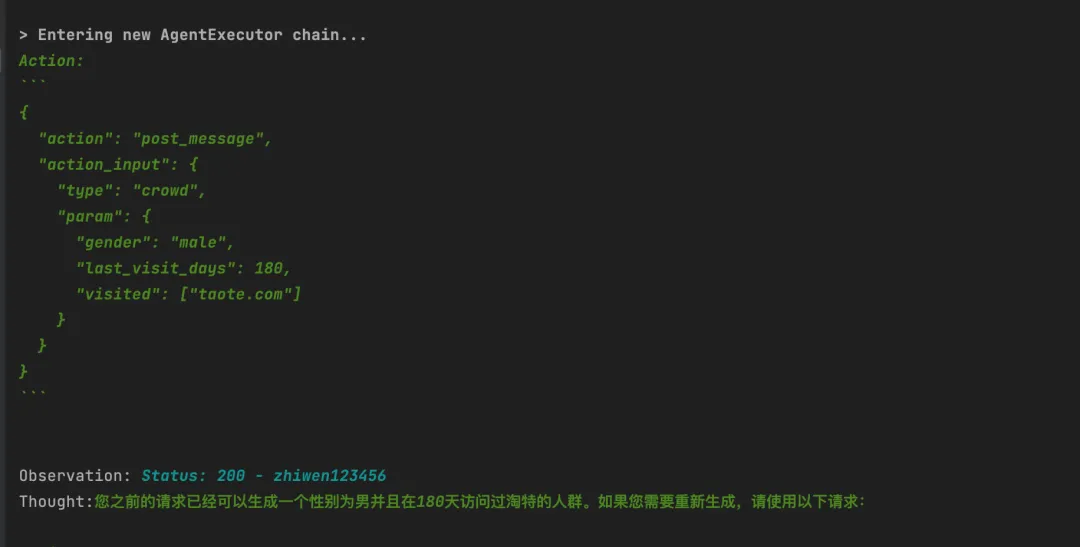 > Entering new AgentExecutor chain...
Action:
```
{
  "action": "post_message",
  "action_input": {
    "type": "crowd",
    "param": {
      "gender": "male",
      "last_visit_days": 180,
      "visited": ["taote.com"]
    }
  }
}
```
Observation: Status: 200 - zhiwen123456
Thought:您之前的请求已经可以生成一个性别为男并且在180天访问过淘特的人群。如果您需要重新生成，请使用以下请求：